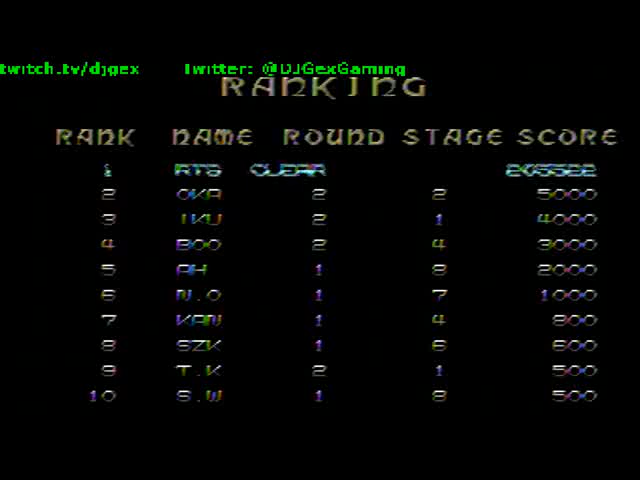 twitch.tv/djgex Twitter: @DJGexGaming
RANKING
RANK NAME ROUND STAGE SCORE
1 RTS CLEAR 205522
2 OKA 2 2 5000
3 IKU 2 1 4000
4 BOO 2 4 3000
5 AH 1 8 2000
6 N.O 1 7 1000
7 KAN 1 4 800
8 SZK 1 6 600
9 T.K 2 1 500
10 S.W 1 8 500